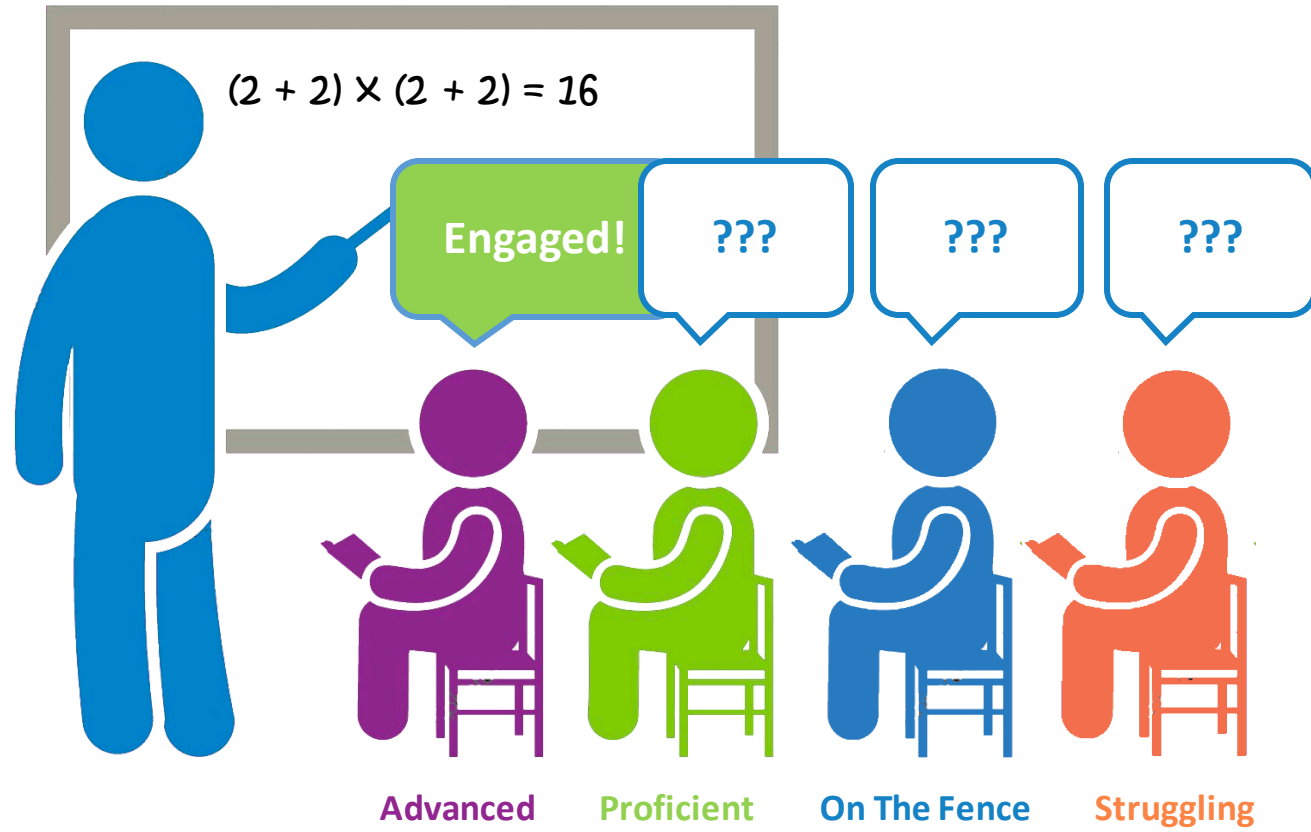 (2 + 2) X (2 + 2) = 16
Engaged!
???
???
???
Advanced
Proficient
On The Fence
Struggling